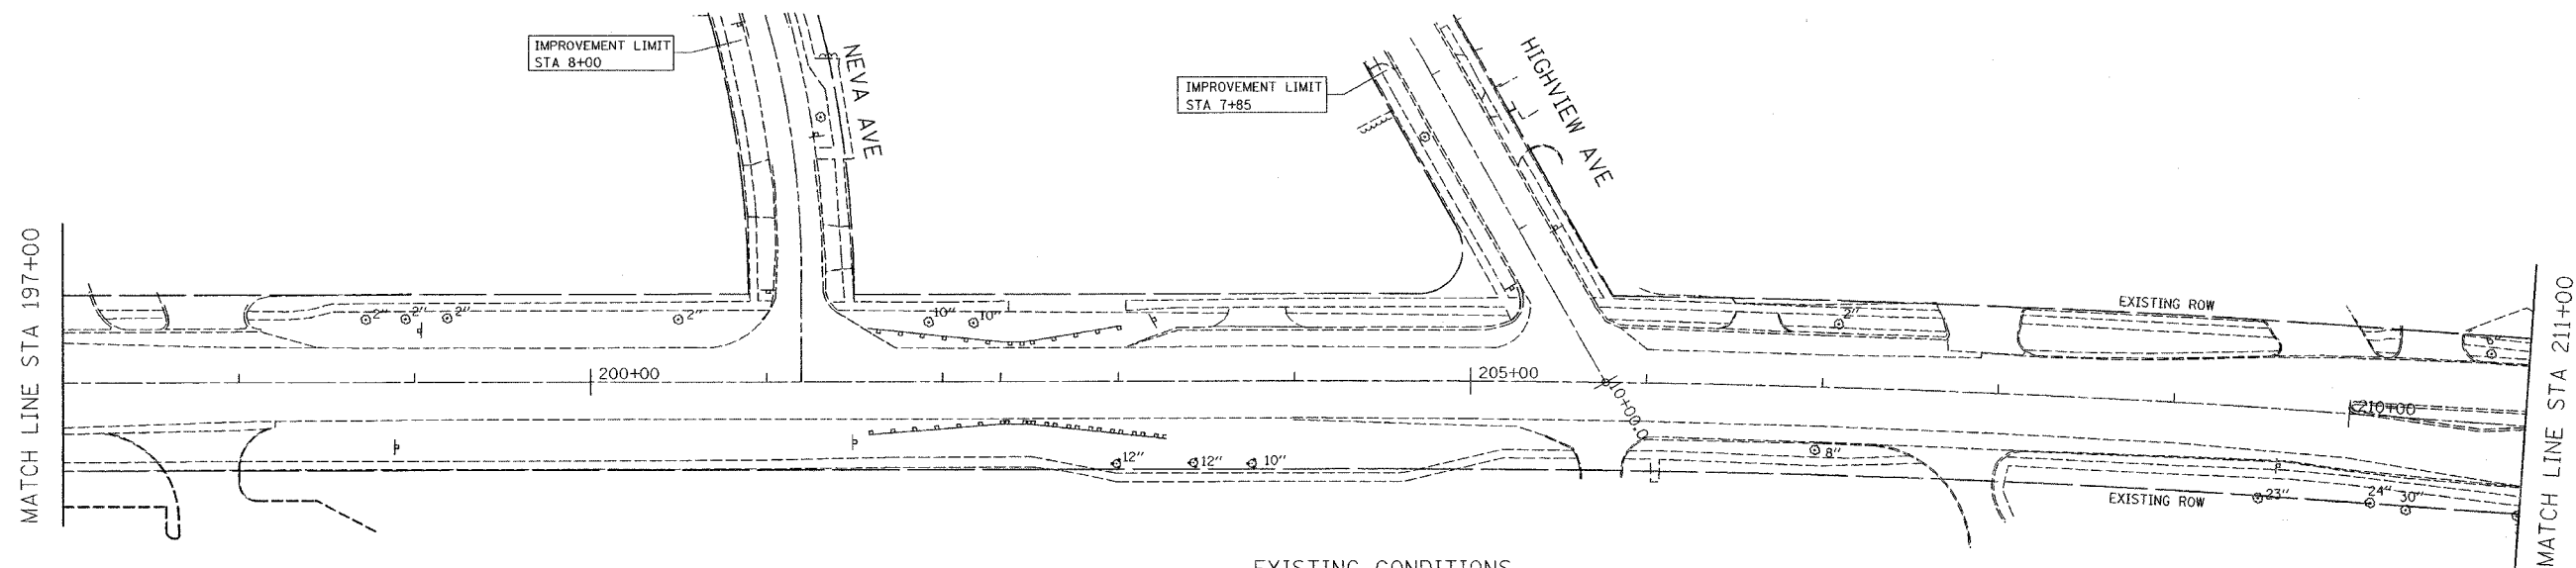 IMPROVEMENT LIMIT
STA 8+00
NEVA AVE
IMPROVEMENT LIMIT
STA 7+85
HIGHVIEW AVE
MATCH LINE STA 197+00
2"
2"
2"
2"
10"
10"
2"
EXISTING ROW
6"
MATCH LINE STA 211+00
200+00
205+00
10+00.0
210+00
12"
12"
10"
8"
EXISTING ROW
23"
24"
30"
EXISTING CONDITIONS